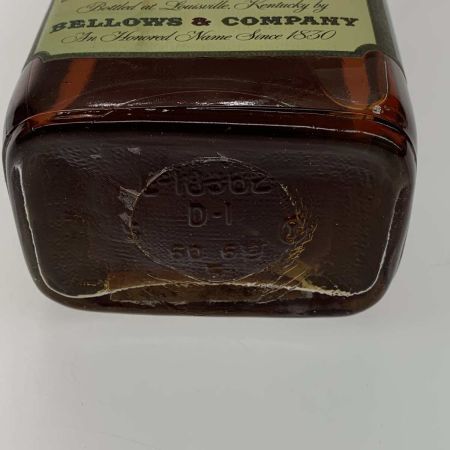 Bottled at Louisville, Kentucky by
BELLOWS & COMPANY
An Honored Name Since 1830
D-1